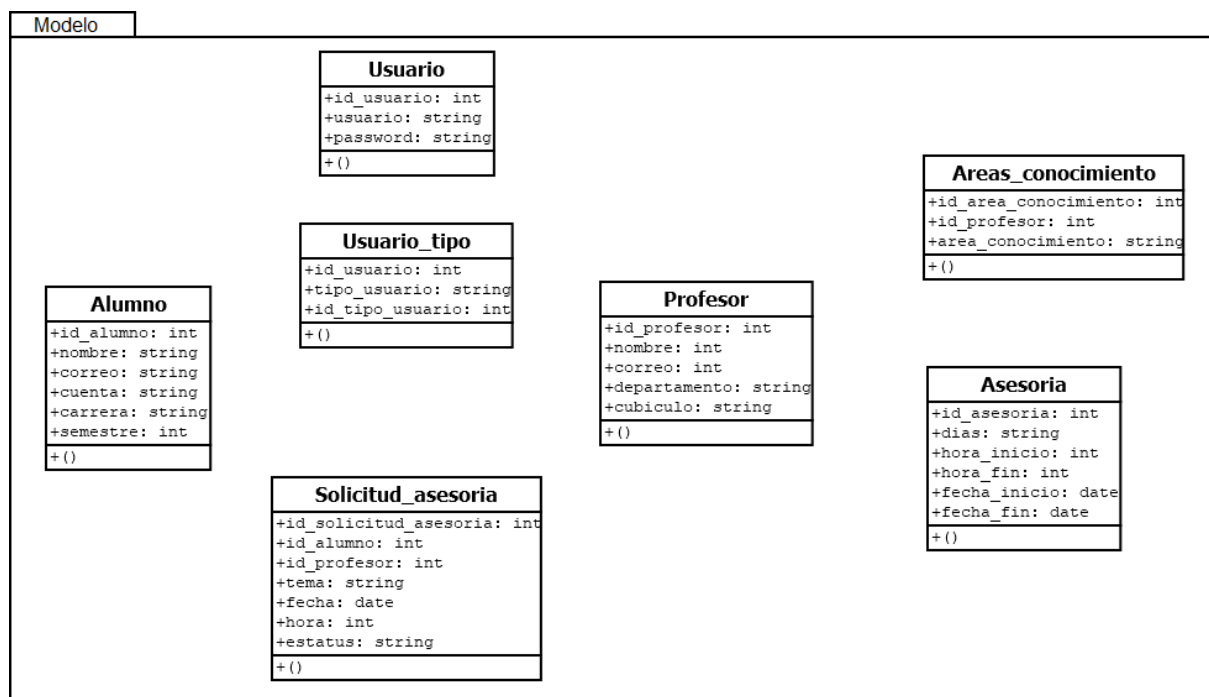 Modelo
Usuario
+id_usuario: int
+usuario: string
+password: string
+()
Usuario_tipo
+id_usuario: int
+tipo_usuario: string
+id_tipo_usuario: int
+()
Alumno
+id_alumno: int
+nombre: string
+correo: string
+cuenta: string
+carrera: string
+semestre: int
+()
Solicitud_asesoria
+id_solicitud_asesoria: int
+id_alumno: int
+id_profesor: int
+tema: string
+fecha: date
+hora: int
+estatus: string
+()
Profesor
+id_profesor: int
+nombre: int
+correo: int
+departamento: string
+cubiculo: string
+()
Areas_conocimiento
+id_area_conocimiento: int
+id_profesor: int
+area_conocimiento: string
+()
Asesoria
+id_asesoria: int
+dias: string
+hora_inicio: int
+hora_fin: int
+fecha_inicio: date
+fecha_fin: date
+()